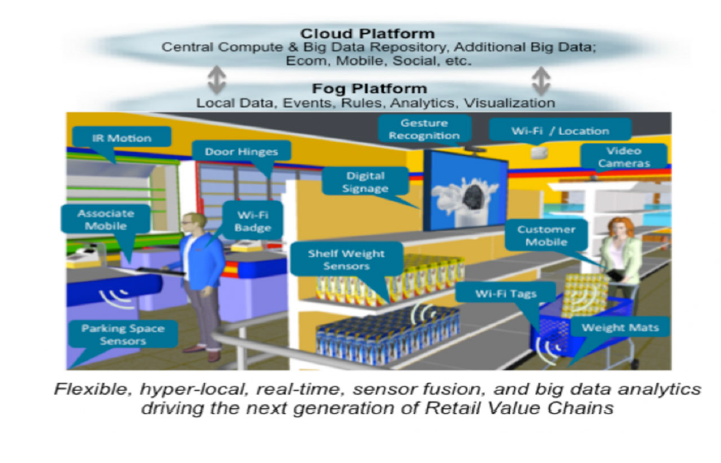 Cloud Platform
Central Compute & Big Data Repository, Additional Big Data;
Ecom, Mobile, Social, etc.
Fog Platform
Local Data, Events, Rules, Analytics, Visualization
Gesture
Recognition
IR Motion
Wi-Fi / Location
Door Hinges
Video
Cameras
Digital
Signage
Associate
Mobile
Wi-Fi
Badge
Customer
Mobile
Shelf Weight
Sensors
Wi-Fi Tags
Parking Space
Sensors
Weight Mats
Flexible, hyper-local, real-time, sensor fusion, and big data analytics
driving the next generation of Retail Value Chains